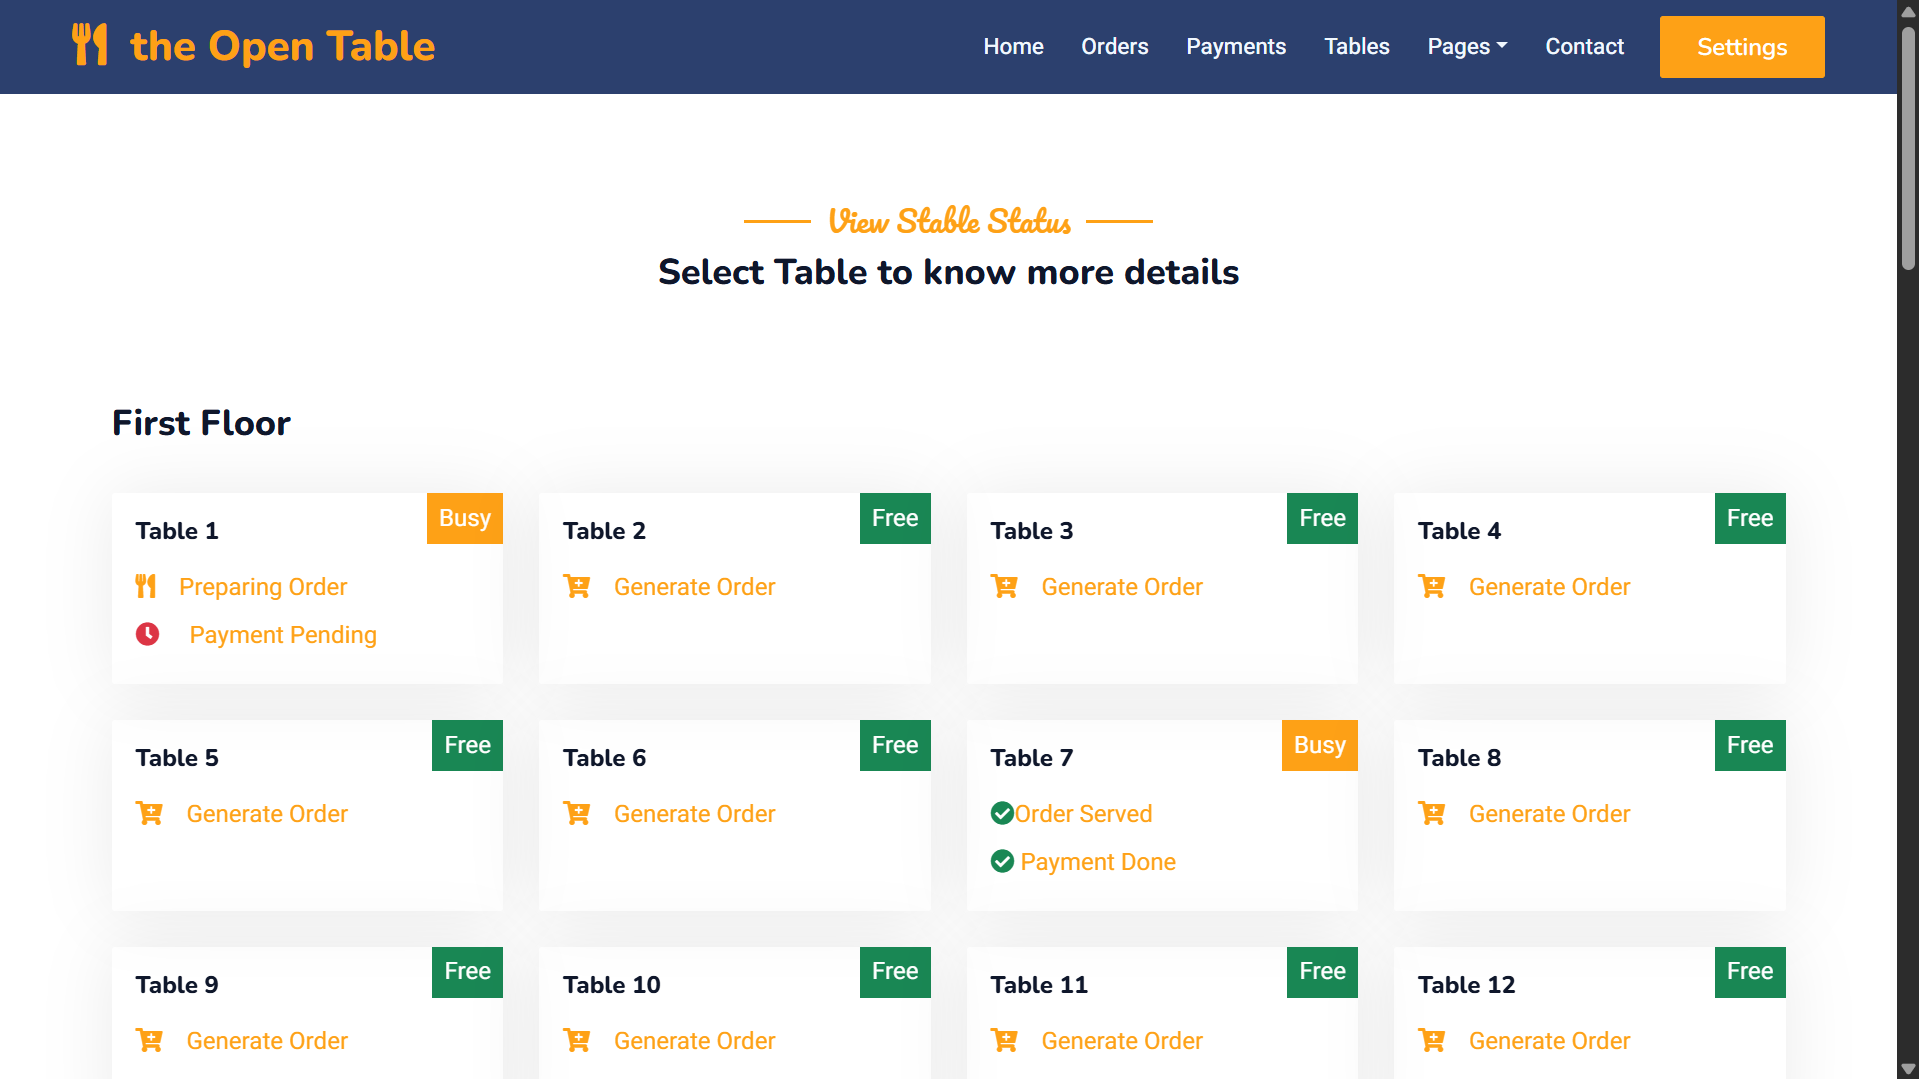 the Open Table
Home Orders Payments Tables Pages Contact Settings
View Stable Status
Select Table to know more details
First Floor
Table 1 Busy
Preparing Order
Payment Pending
Table 2 Free
Generate Order
Table 3 Free
Generate Order
Table 4 Free
Generate Order
Table 5 Free
Generate Order
Table 6 Free
Generate Order
Table 7 Busy
Order Served
Payment Done
Table 8 Free
Generate Order
Table 9 Free
Generate Order
Table 10 Free
Generate Order
Table 11 Free
Generate Order
Table 12 Free
Generate Order